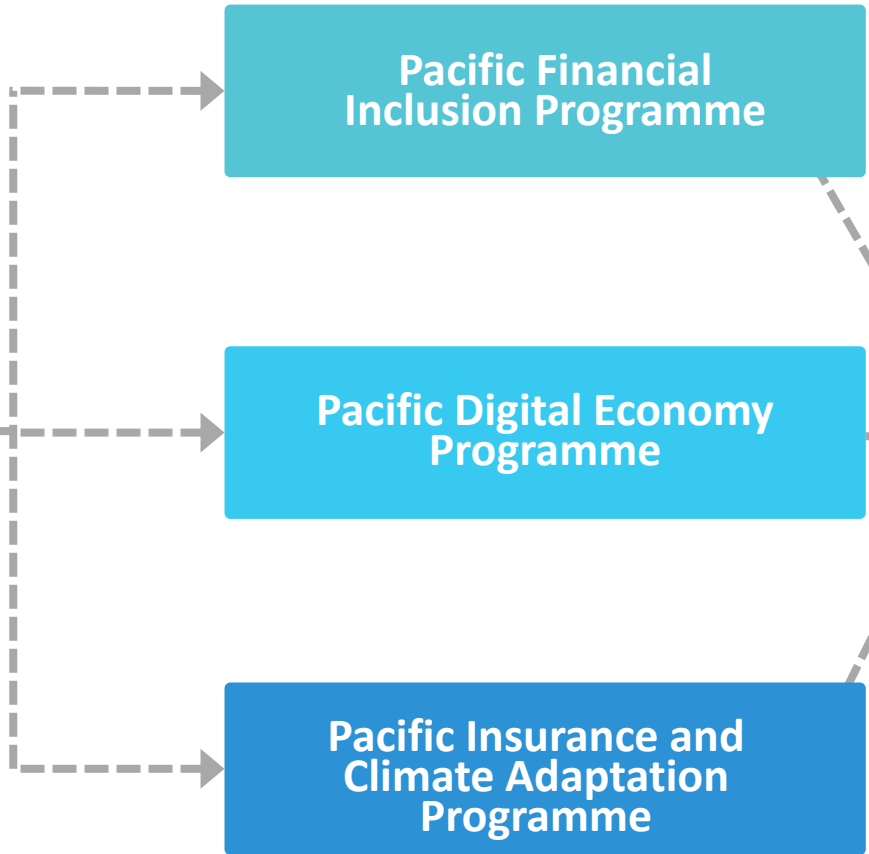 Pacific Financial
Inclusion Programme
Pacific Digital Economy
Programme
Pacific Insurance and
Climate Adaptation
Programme